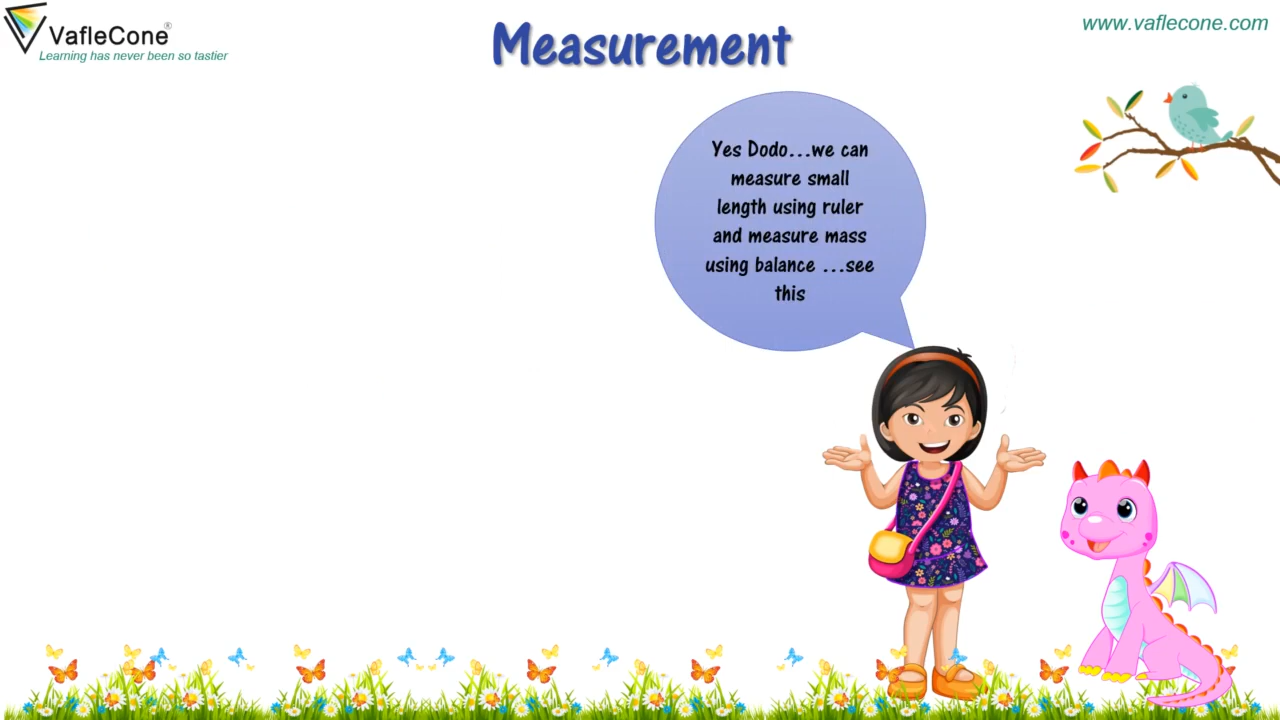 VafleCone®
Learning has never been so tastier
Measurement
www.vaflecone.com
Yes Dodo...we can
measure small
length using ruler
and measure mass
using balance ...see
this